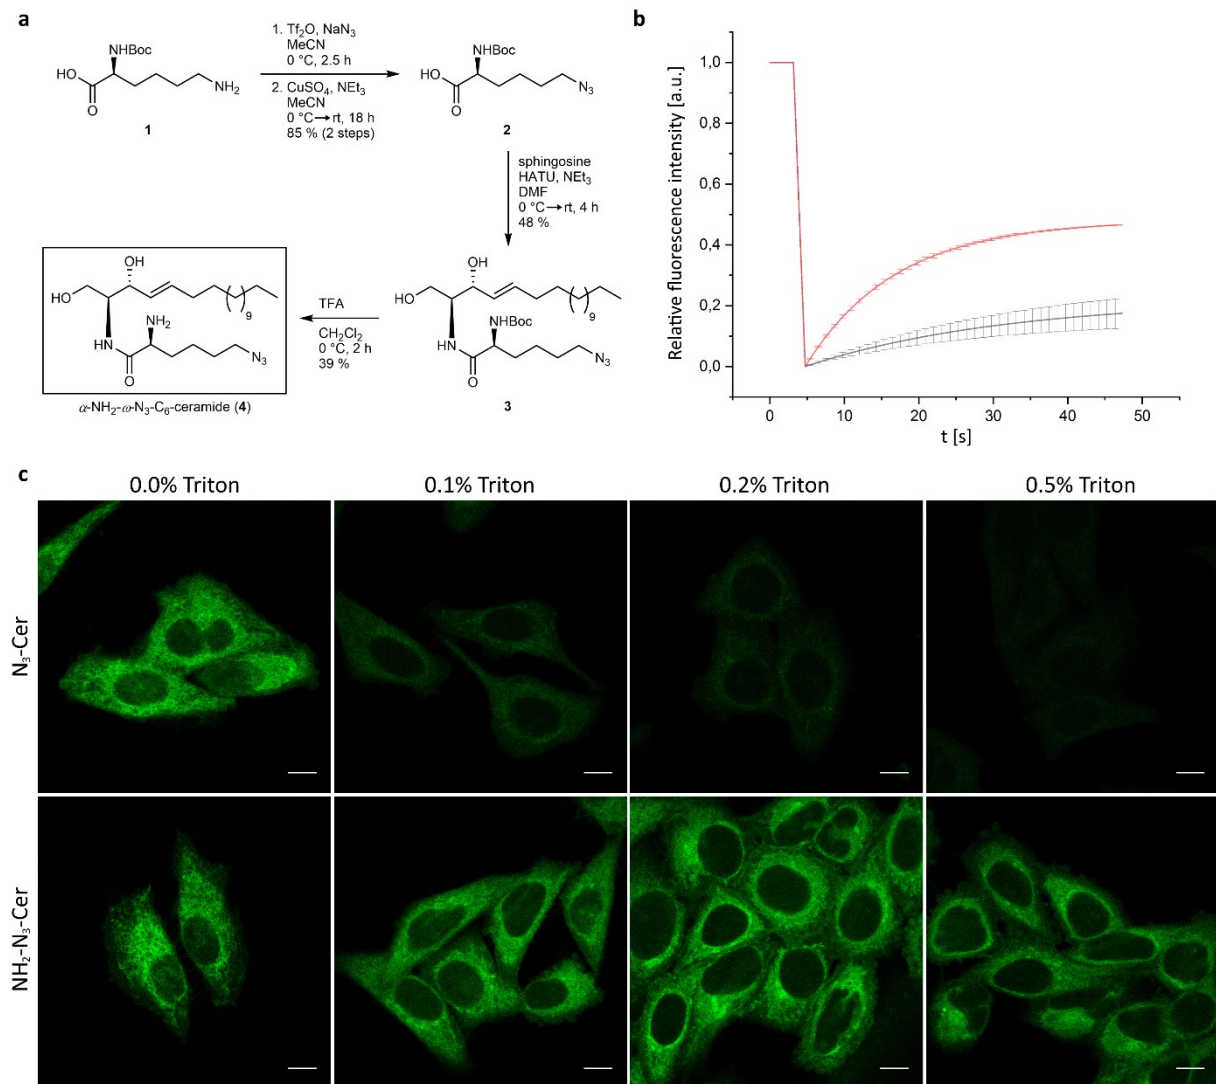 a
1. Tf₂O, NaN₃
MeCN
0 °C, 2.5 h
2. CuSO₄, NEt₃
MeCN
0 °C→rt, 18 h
85 % (2 steps)
NHBoc
HO
O
NH₂
1
NHBoc
HO
O
N₃
2
sphingosine
HATU, NEt₃
DMF
0 °C→rt, 4 h
48 %
OH
HO
9
NH₂
HN
O
N₃
α-NH₂-ω-N₃-C₆-ceramide (4)
TFA
CH₂Cl₂
0 °C, 2 h
39 %
OH
HO
9
NHBoc
HN
O
N₃
3
b
Relative fluorescence intensity [a.u.]
1,0
0,8
0,6
0,4
0,2
0,0
0 10 20 30 40 50
t [s]
c
0.0% Triton 0.1% Triton 0.2% Triton 0.5% Triton
N₃-Cer
NH₂-N₃-Cer